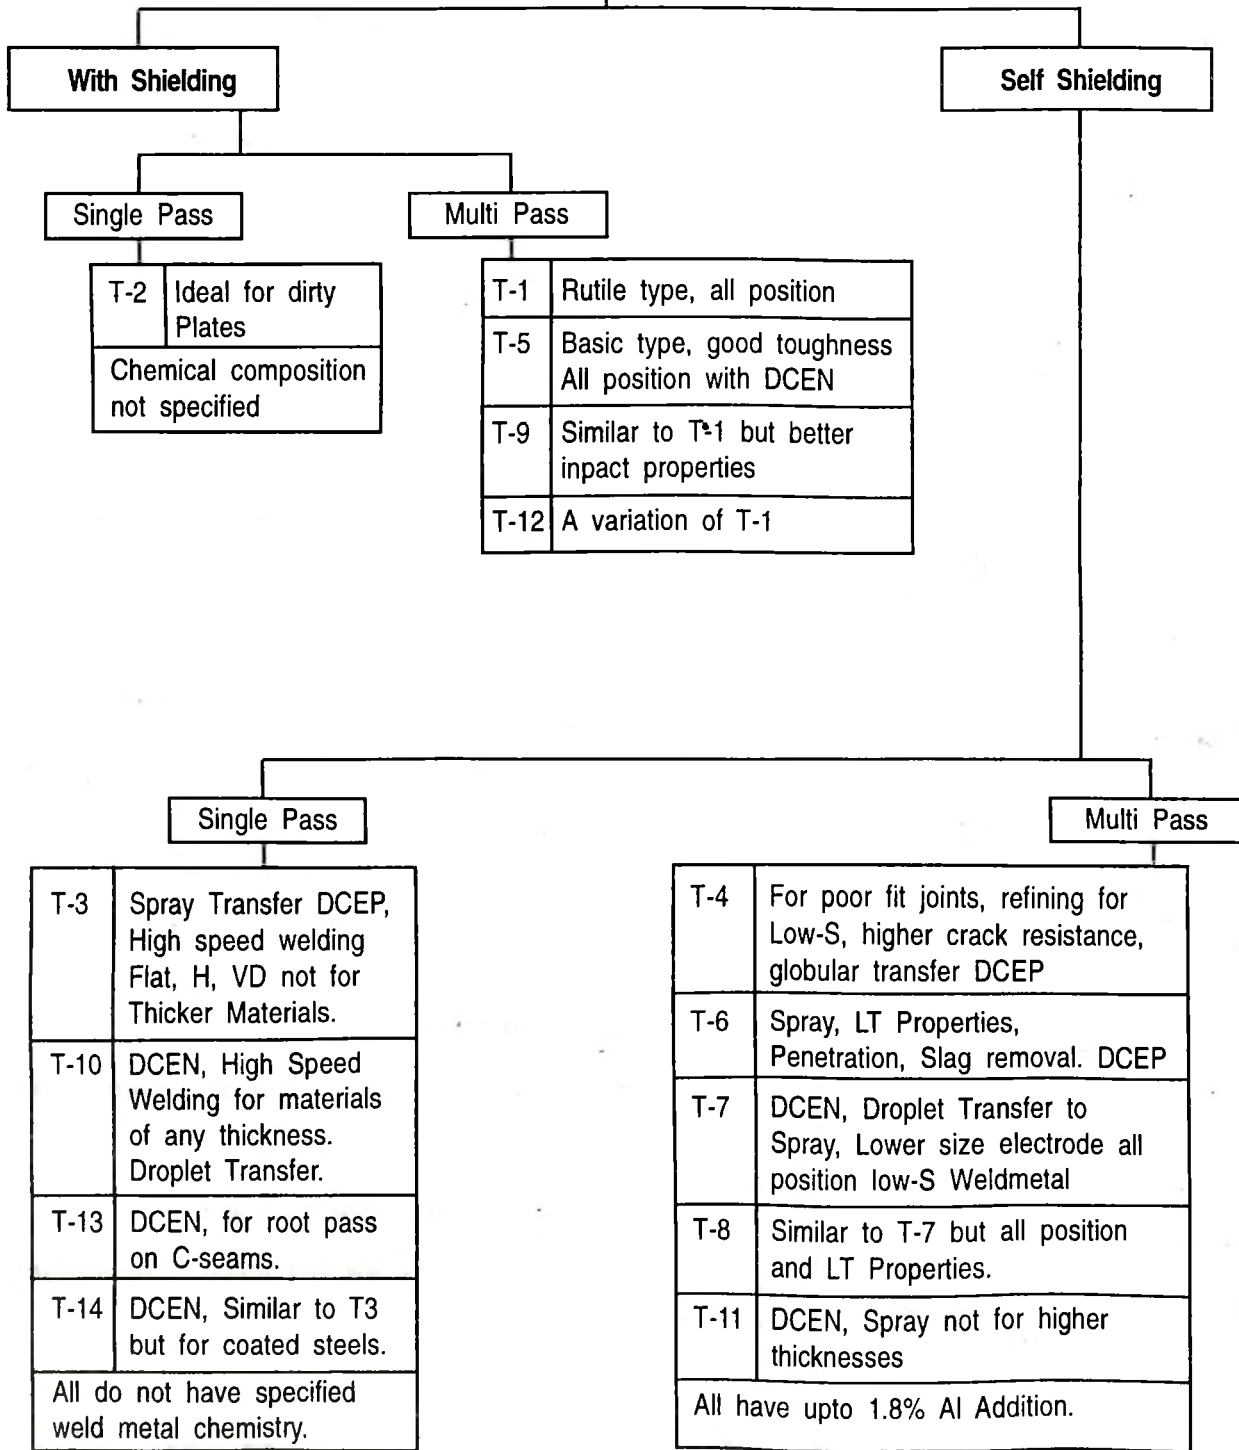 With Shielding
Self Shielding
Single Pass
Multi Pass
T-2 Ideal for dirty
Plates
Chemical composition
not specified
T-1 Rutile type, all position
T-5 Basic type, good toughness
All position with DCEN
T-9 Similar to T-1 but better
inpact properties
T-12 A variation of T-1
Single Pass
Multi Pass
T-3 Spray Transfer DCEP,
High speed welding
Flat, H, VD not for
Thicker Materials.
T-10 DCEN, High Speed
Welding for materials
of any thickness.
Droplet Transfer.
T-13 DCEN, for root pass
on C-seams.
T-14 DCEN, Similar to T3
but for coated steels.
All do not have specified
weld metal chemistry.
T-4 For poor fit joints, refining for
Low-S, higher crack resistance,
globular transfer DCEP
T-6 Spray, LT Properties,
Penetration, Slag removal. DCEP
T-7 DCEN, Droplet Transfer to
Spray, Lower size electrode all
position low-S Weldmetal
T-8 Similar to T-7 but all position
and LT Properties.
T-11 DCEN, Spray not for higher
thicknesses
All have upto 1.8% Al Addition.